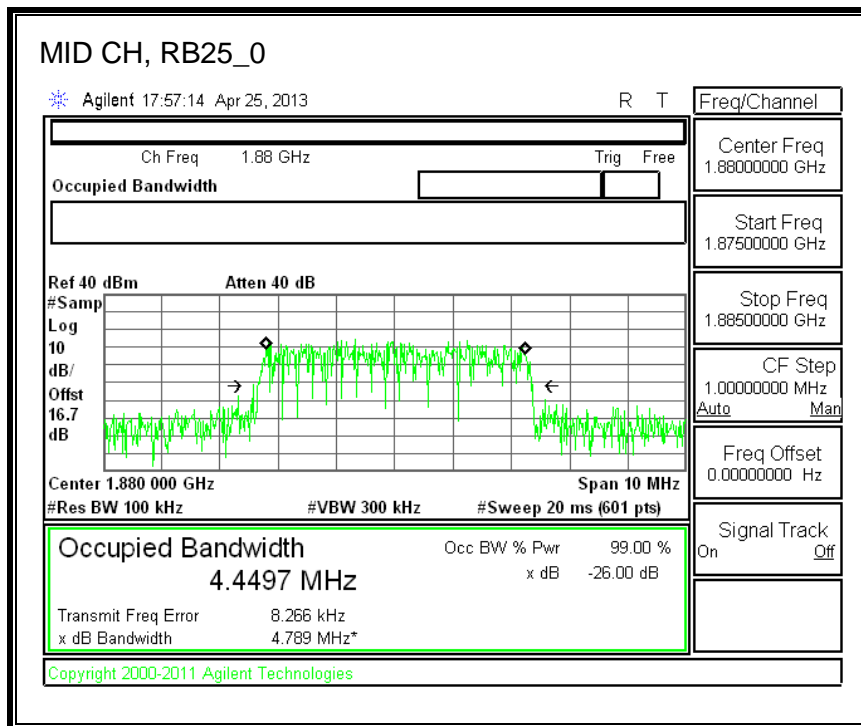 MID CH, RB25_0
Agilent 17:57:14 Apr 25, 2013 R T
Freq/Channel
Ch Freq 1.88 GHz Trig Free
Occupied Bandwidth
Center Freq
1.88000000 GHz
Start Freq
1.87500000 GHz
Stop Freq
1.88500000 GHz
CF Step
1.00000000 MHz
Auto Man
Freq Offset
0.00000000 Hz
Signal Track
On Off
Ref 40 dBm Atten 40 dB
#Samp
Log
10
dB/
Offst
16.7
dB
Center 1.880 000 GHz Span 10 MHz
#Res BW 100 kHz #VBW 300 kHz #Sweep 20 ms (601 pts)
Occupied Bandwidth
4.4497 MHz
Occ BW % Pwr 99.00 %
x dB -26.00 dB
Transmit Freq Error 8.266 kHz
x dB Bandwidth 4.789 MHz*
Copyright 2000-2011 Agilent Technologies